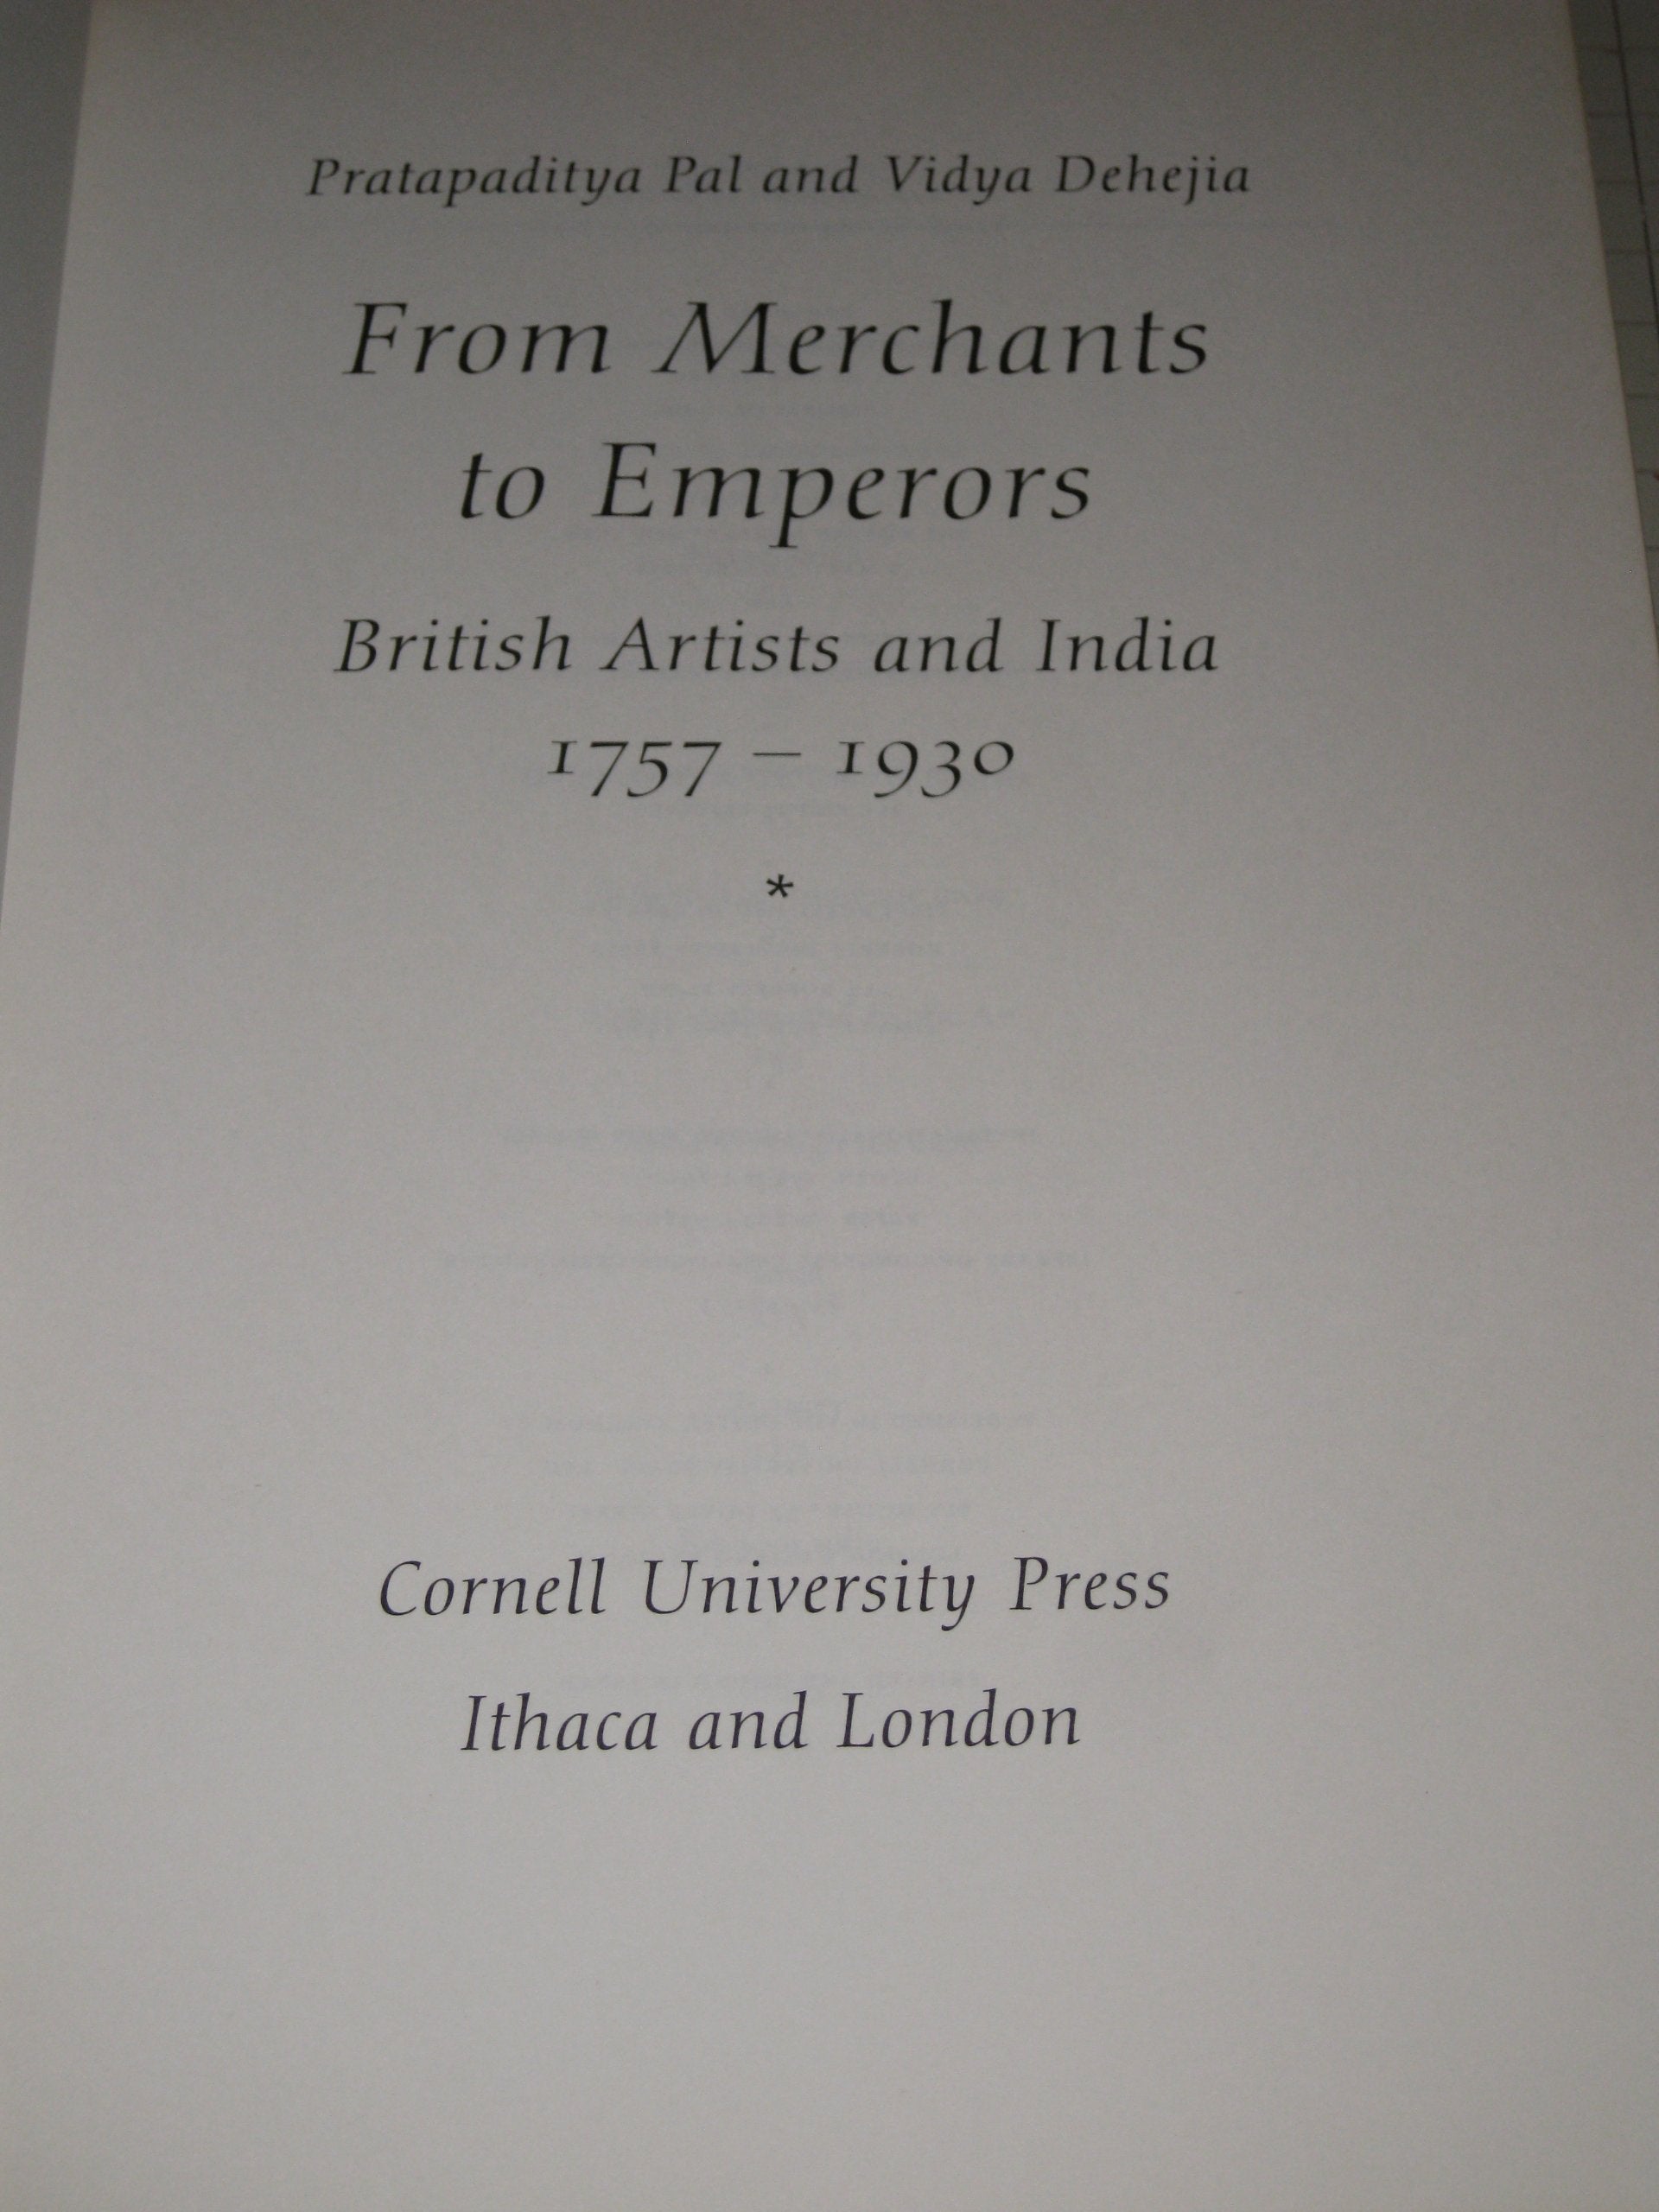 Pratapaditya Pal and Vidya Dehejia
From Merchants
to Emperors
British Artists and India
1757 – 1930
*
Cornell University Press
Ithaca and London